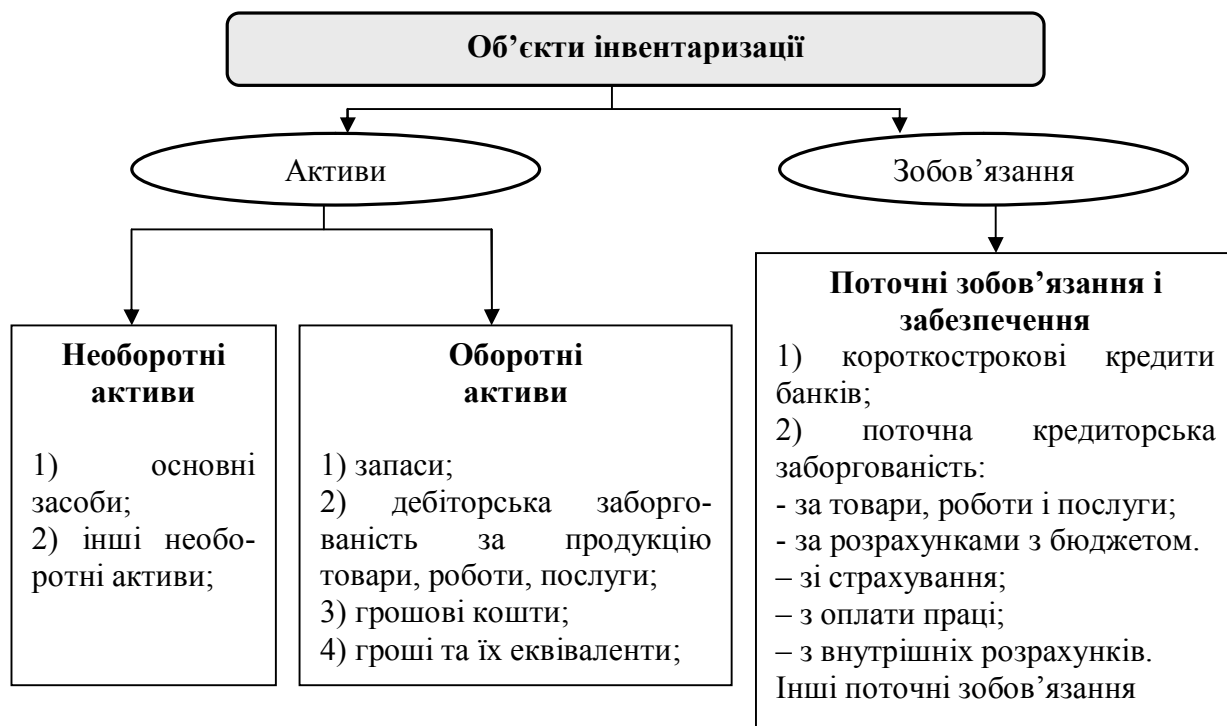 Об’єкти інвентаризації
Активи
Зобов’язання
Необоротні
активи
1) основні
засоби;
2) інші необо-
ротні активи;
Оборотні
активи
1) запаси;
2) дебіторська заборго-
ваність за продукцію
товари, роботи, послуги;
3) грошові кошти;
4) гроші та їх еквіваленти;
Поточні зобов’язання і
забезпечення
1) короткострокові кредити
банків;
2) поточна кредиторська
заборгованість:
- за товари, роботи і послуги;
- за розрахунками з бюджетом.
– зі страхування;
– з оплати праці;
– з внутрішніх розрахунків.
Інші поточні зобов’язання